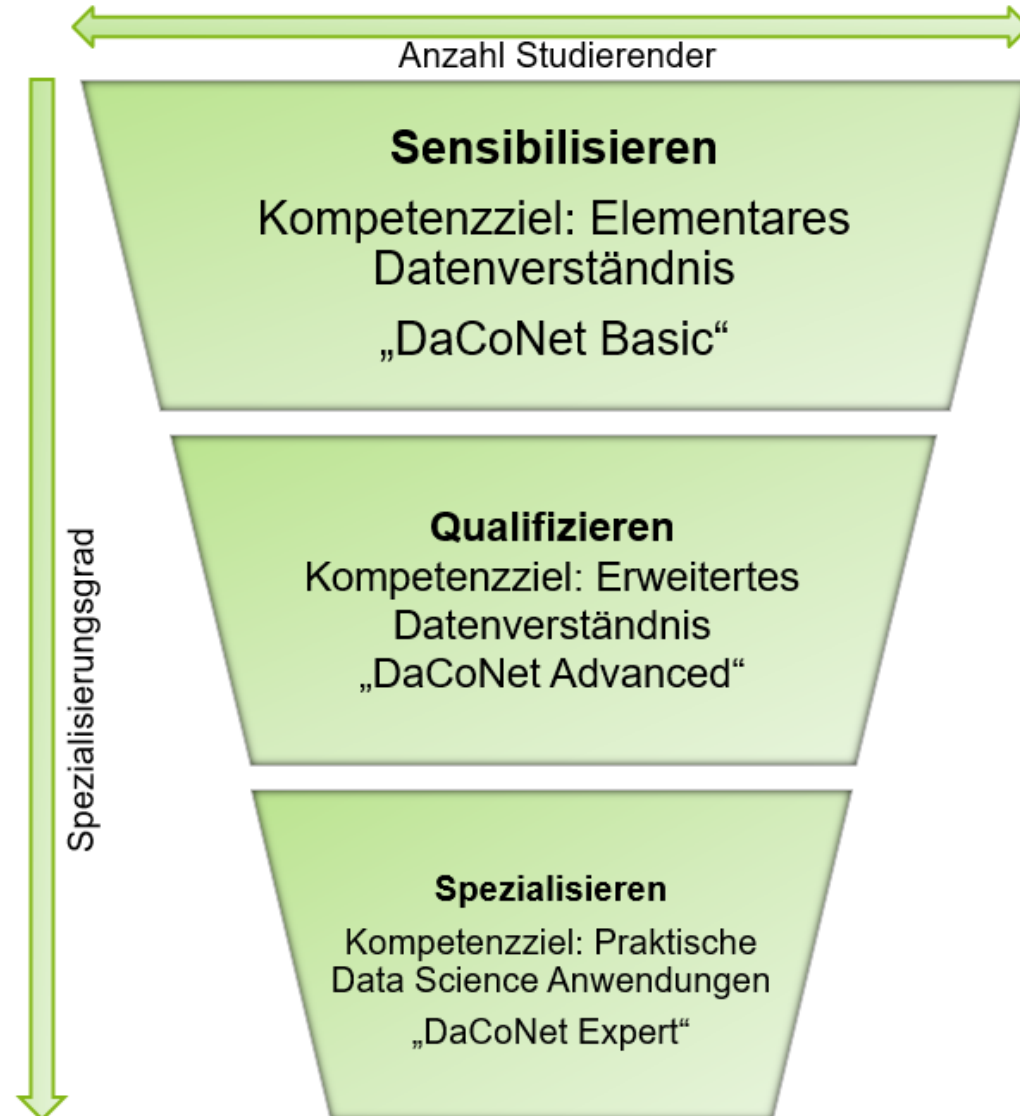 Anzahl Studierender
Sensibilisieren
Kompetenzziel: Elementares
Datenverständnis
„DaCoNet Basic“
Spezialisierungsgrad
Qualifizieren
Kompetenzziel: Erweitertes
Datenverständnis
„DaCoNet Advanced“
Spezialisieren
Kompetenzziel: Praktische
Data Science Anwendungen
„DaCoNet Expert“